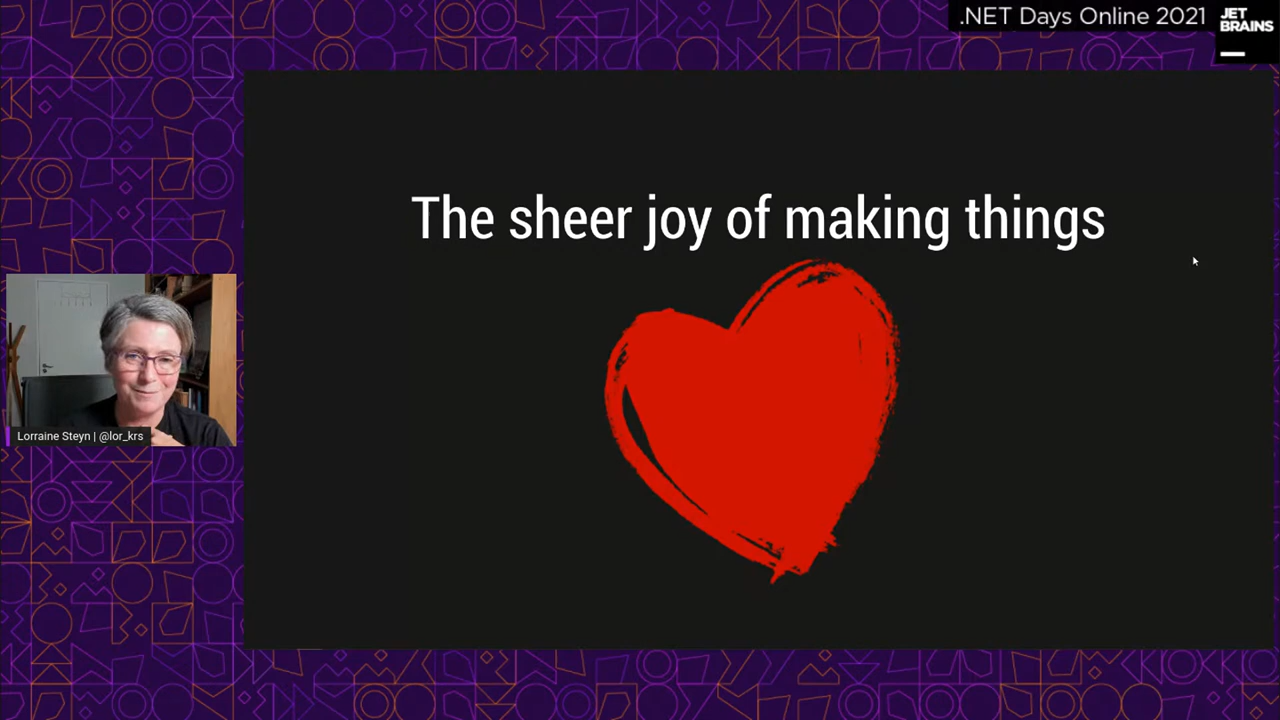 .NET Days Online 2021
JET
BRAINS
The sheer joy of making things
Lorraine Steyn | @lor_krs